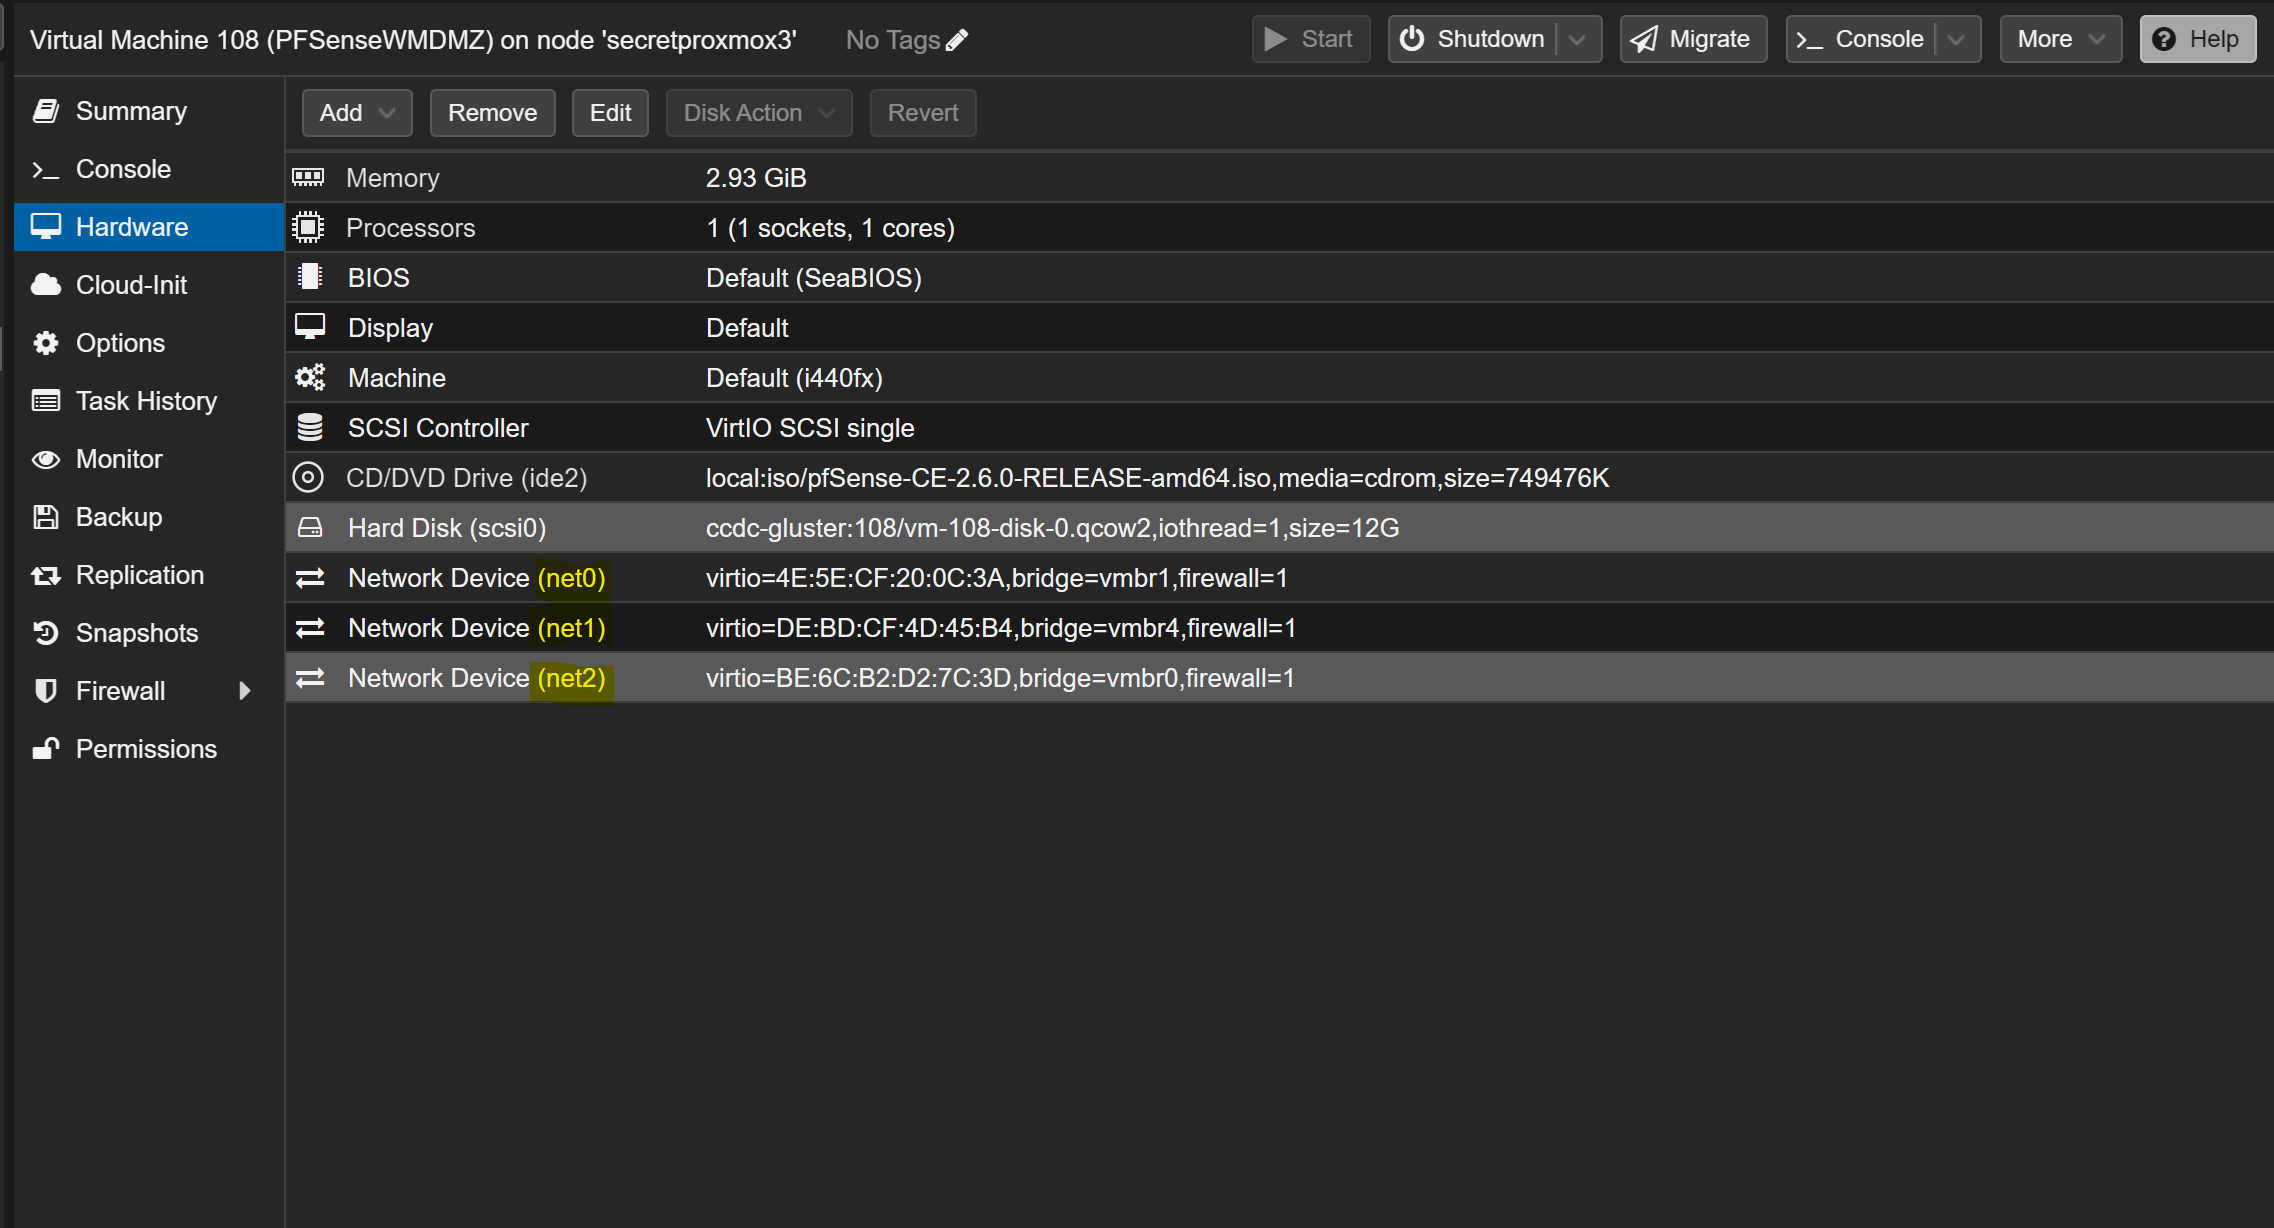 Virtual Machine 108 (PFSenseWMDMZ) on node 'secretproxmox3' No Tags Start Shutdown Migrate Console More Help
Summary
Console
Hardware
Cloud-Init
Options
Task History
Monitor
Backup
Replication
Snapshots
Firewall
Permissions
Add Remove Edit Disk Action Revert
Memory 2.93 GiB
Processors 1 (1 sockets, 1 cores)
BIOS Default (SeaBIOS)
Display Default
Machine Default (i440fx)
SCSI Controller VirtIO SCSI single
CD/DVD Drive (ide2) local:iso/pfSense-CE-2.6.0-RELEASE-amd64.iso,media=cdrom,size=749476K
Hard Disk (scsi0) ccdc-gluster:108/vm-108-disk-0.qcow2,iothread=1,size=12G
Network Device (net0) virtio=4E:5E:CF:20:0C:3A,bridge=vmbr1,firewall=1
Network Device (net1) virtio=DE:BD:CF:4D:45:B4,bridge=vmbr4,firewall=1
Network Device (net2) virtio=BE:6C:B2:D2:7C:3D,bridge=vmbr0,firewall=1